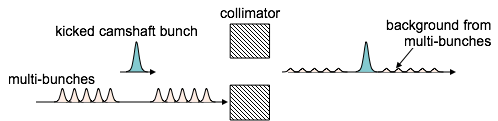 collimator
kicked camshaft bunch
background from
multi-bunches
multi-bunches